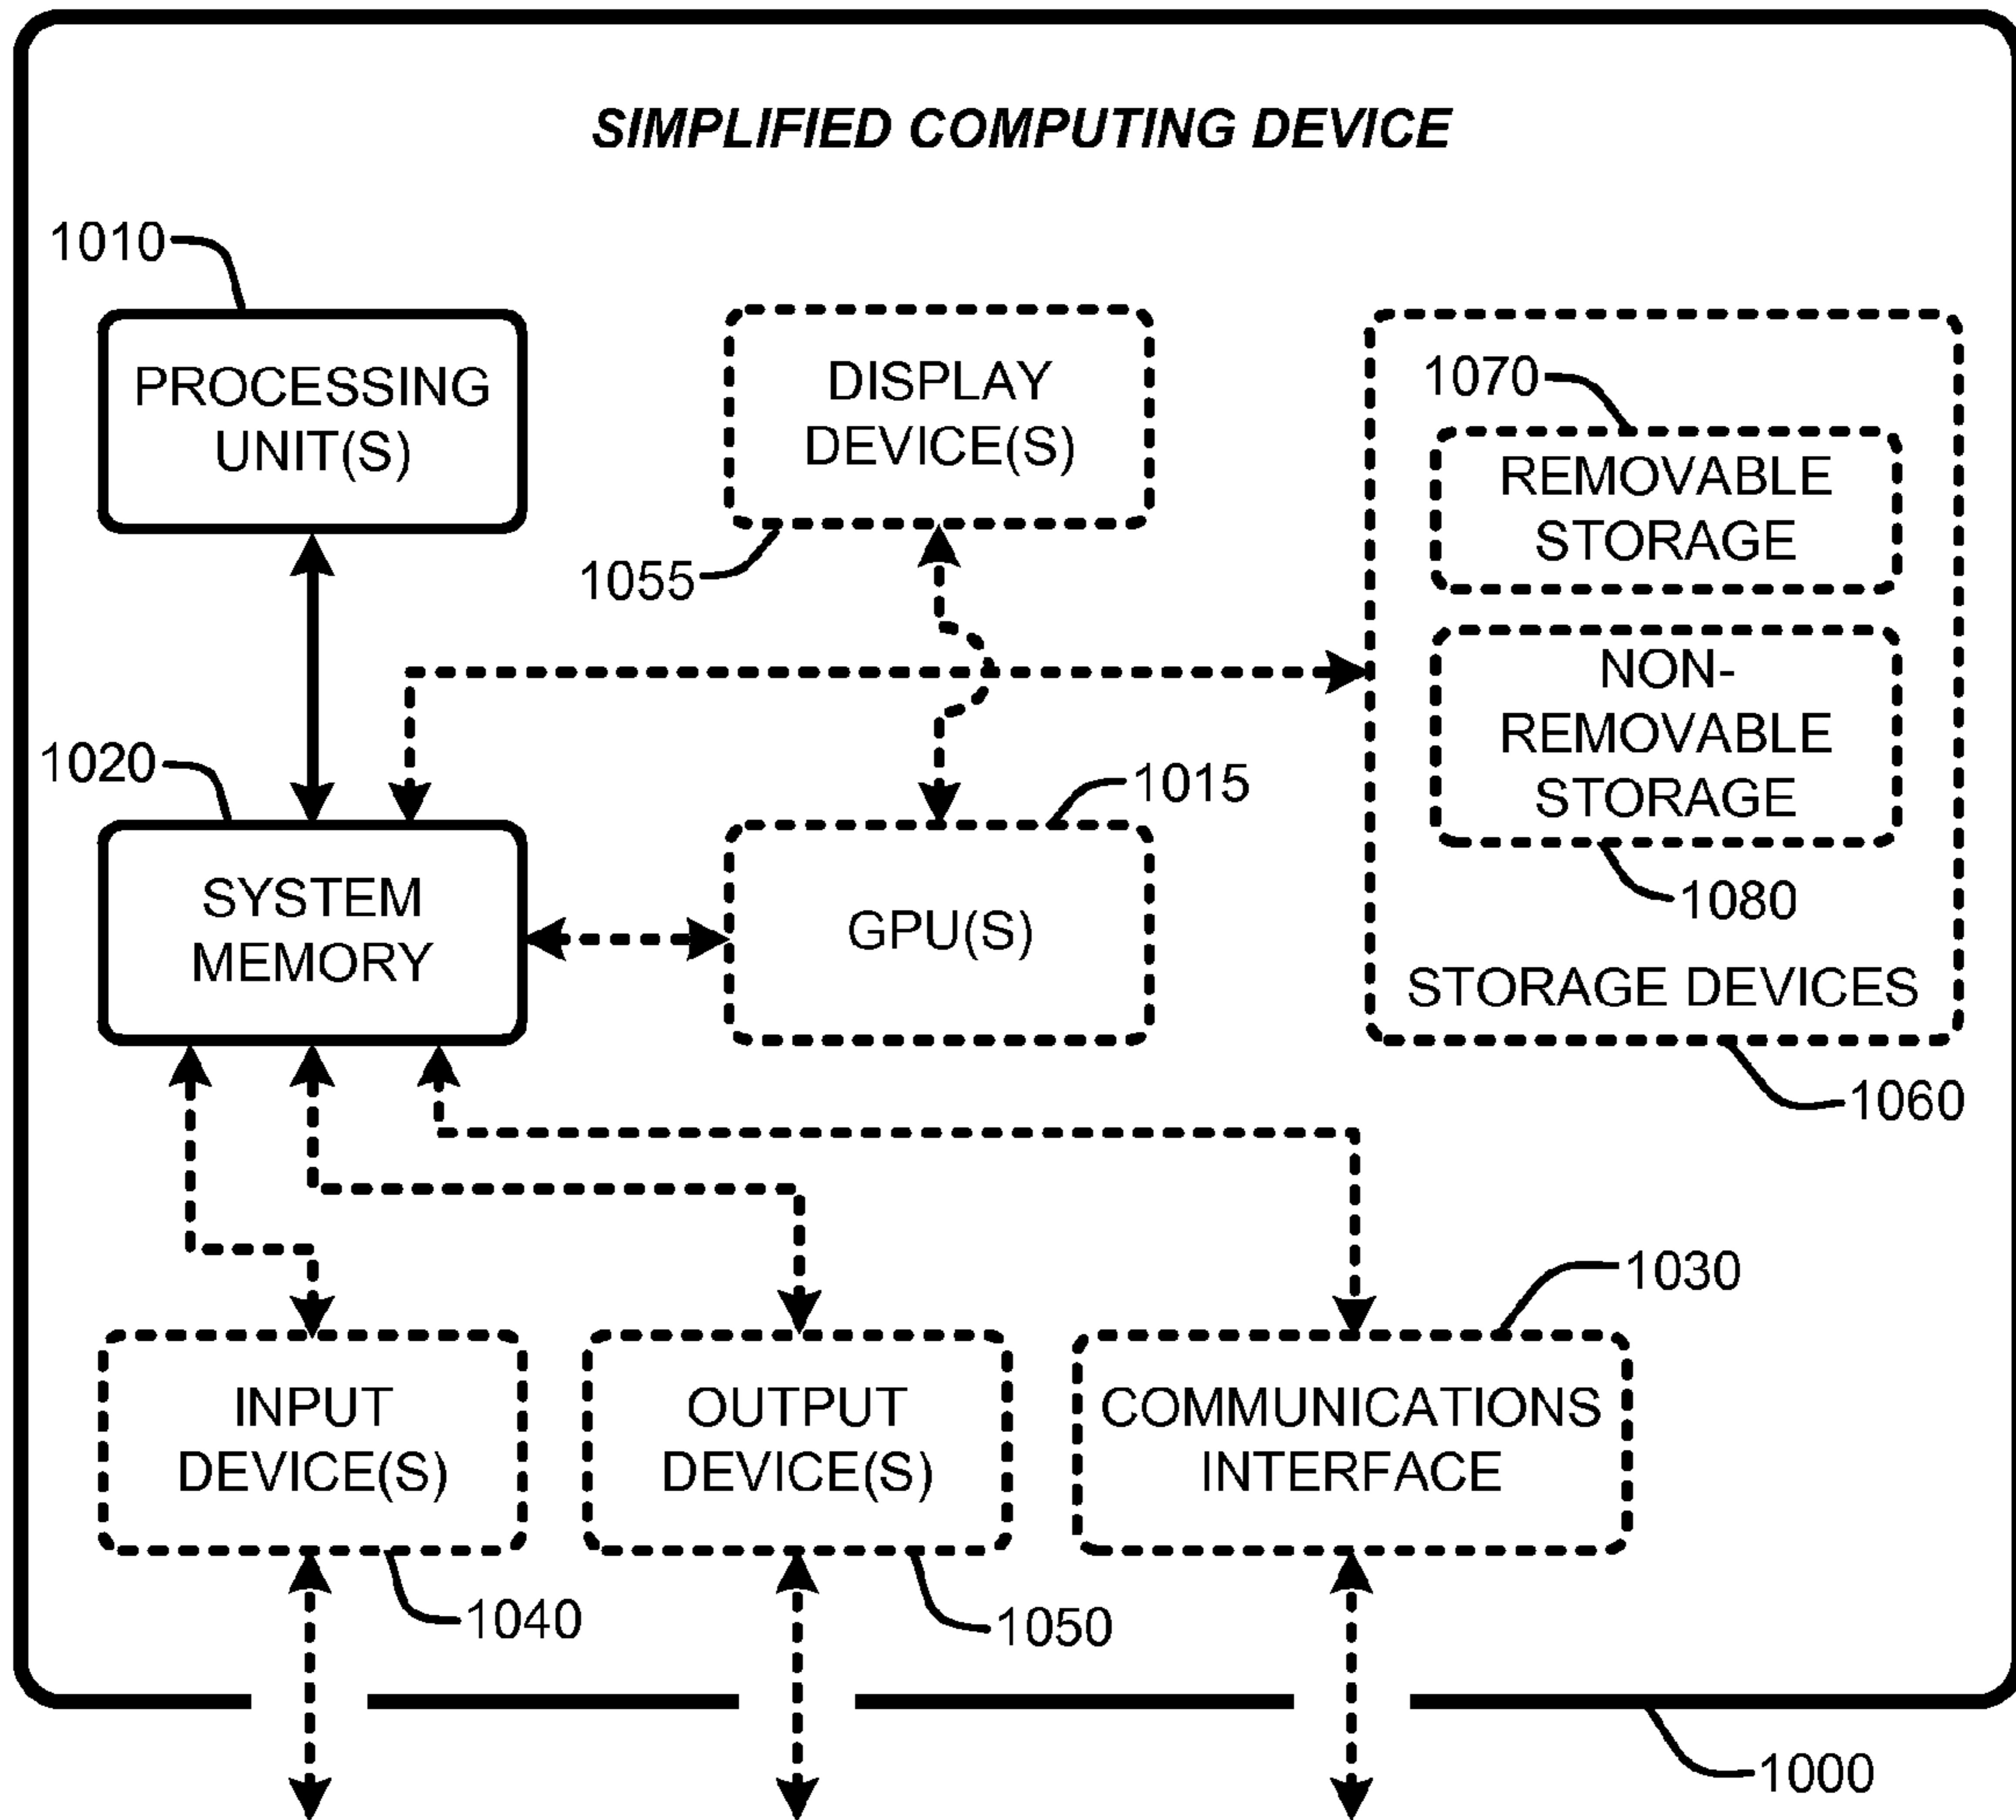 SIMPLIFIED COMPUTING DEVICE
1010
PROCESSING
UNIT(S)
DISPLAY
DEVICE(S)
1055
1070
REMOVABLE
STORAGE
NON-
REMOVABLE
STORAGE
1080
STORAGE DEVICES
1060
1020
SYSTEM
MEMORY
1015
GPU(S)
1030
INPUT
DEVICE(S)
1040
OUTPUT
DEVICE(S)
1050
COMMUNICATIONS
INTERFACE
1000